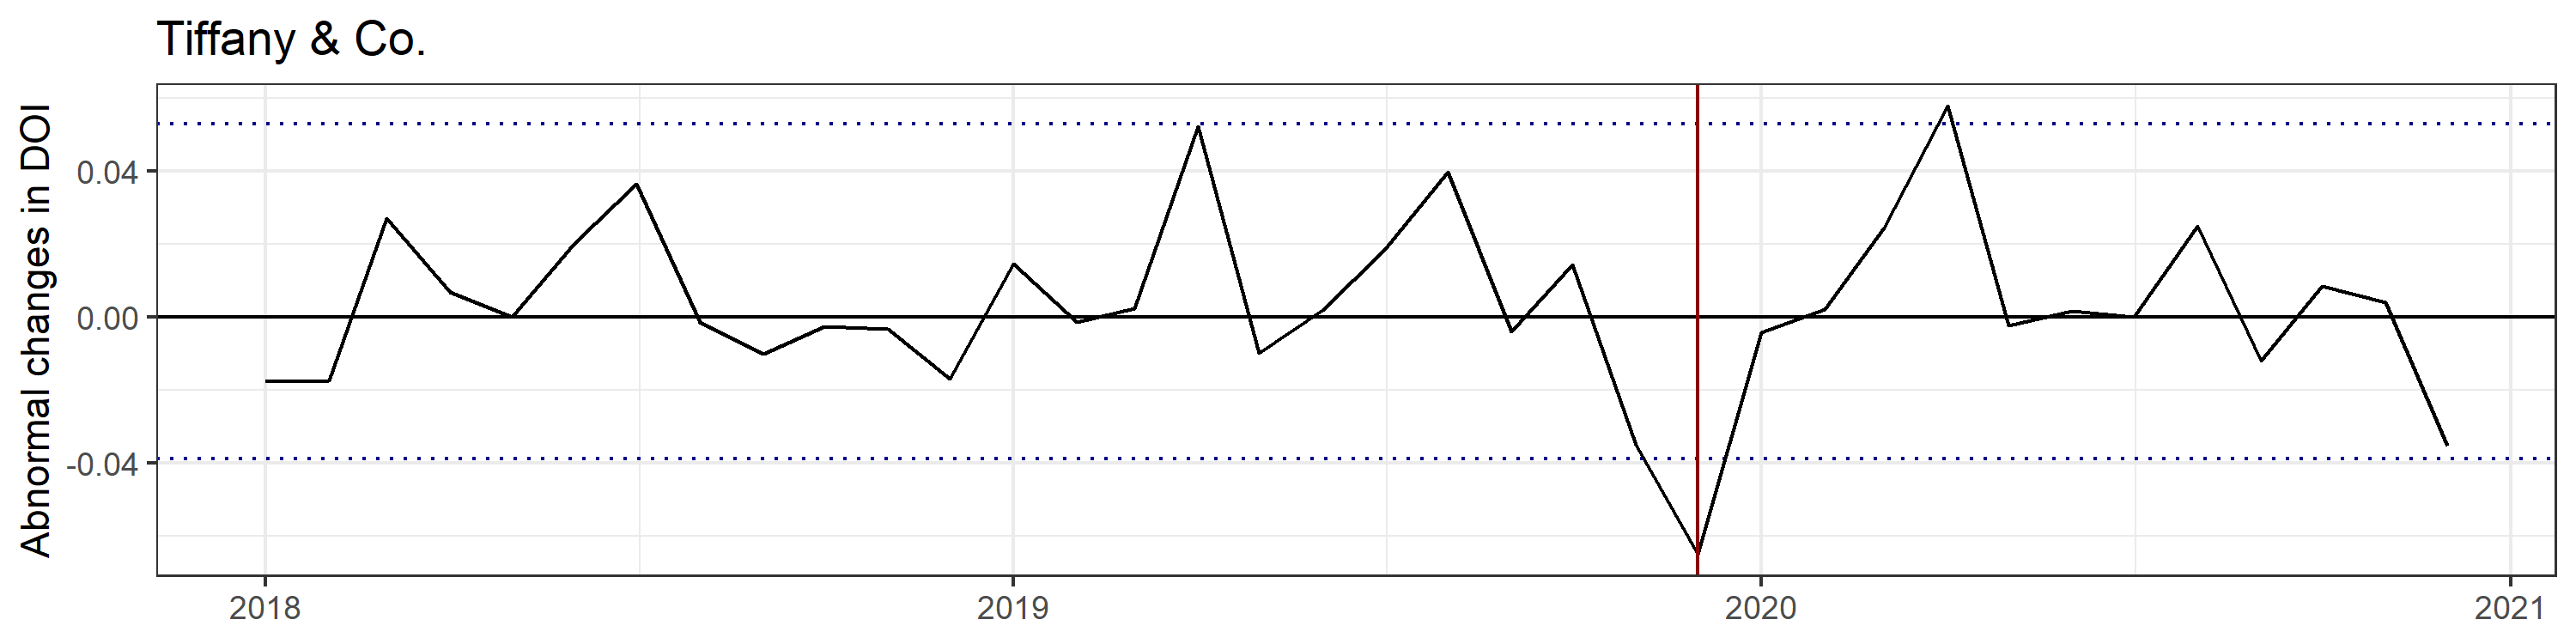 Tiffany & Co.
Abnormal changes in DOI
0.04
0.00
-0.04
2018 2019 2020 2021